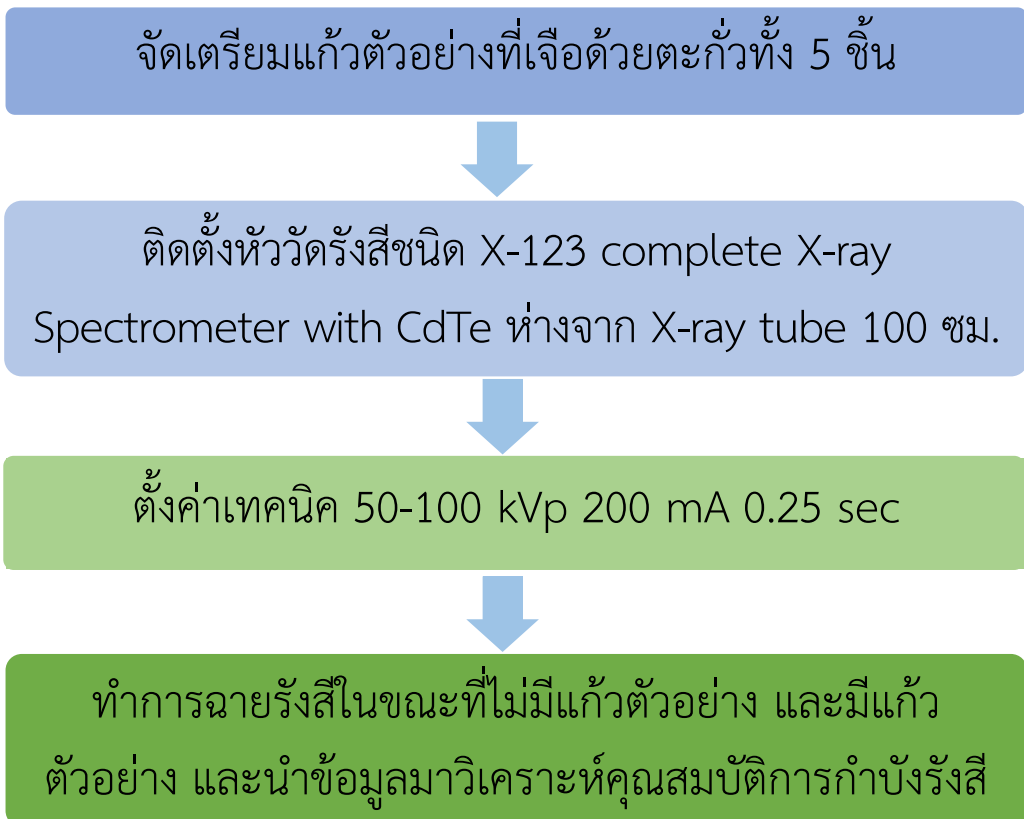 จัดเตรียมแก้วตัวอย่างที่เจือด้วยตะกั่วทั้ง 5 ชิ้น
ติดตั้งหัววัดรังสีชนิด X-123 complete X-ray
Spectrometer with CdTe ห่างจาก X-ray tube 100 ซม.
ตั้งค่าเทคนิค 50-100 kVp 200 mA 0.25 sec
ทำการฉายรังสีในขณะที่ไม่มีแก้วตัวอย่าง และมีแก้ว
ตัวอย่าง และนำข้อมูลมาวิเคราะห์คุณสมบัติการกำบังรังสี